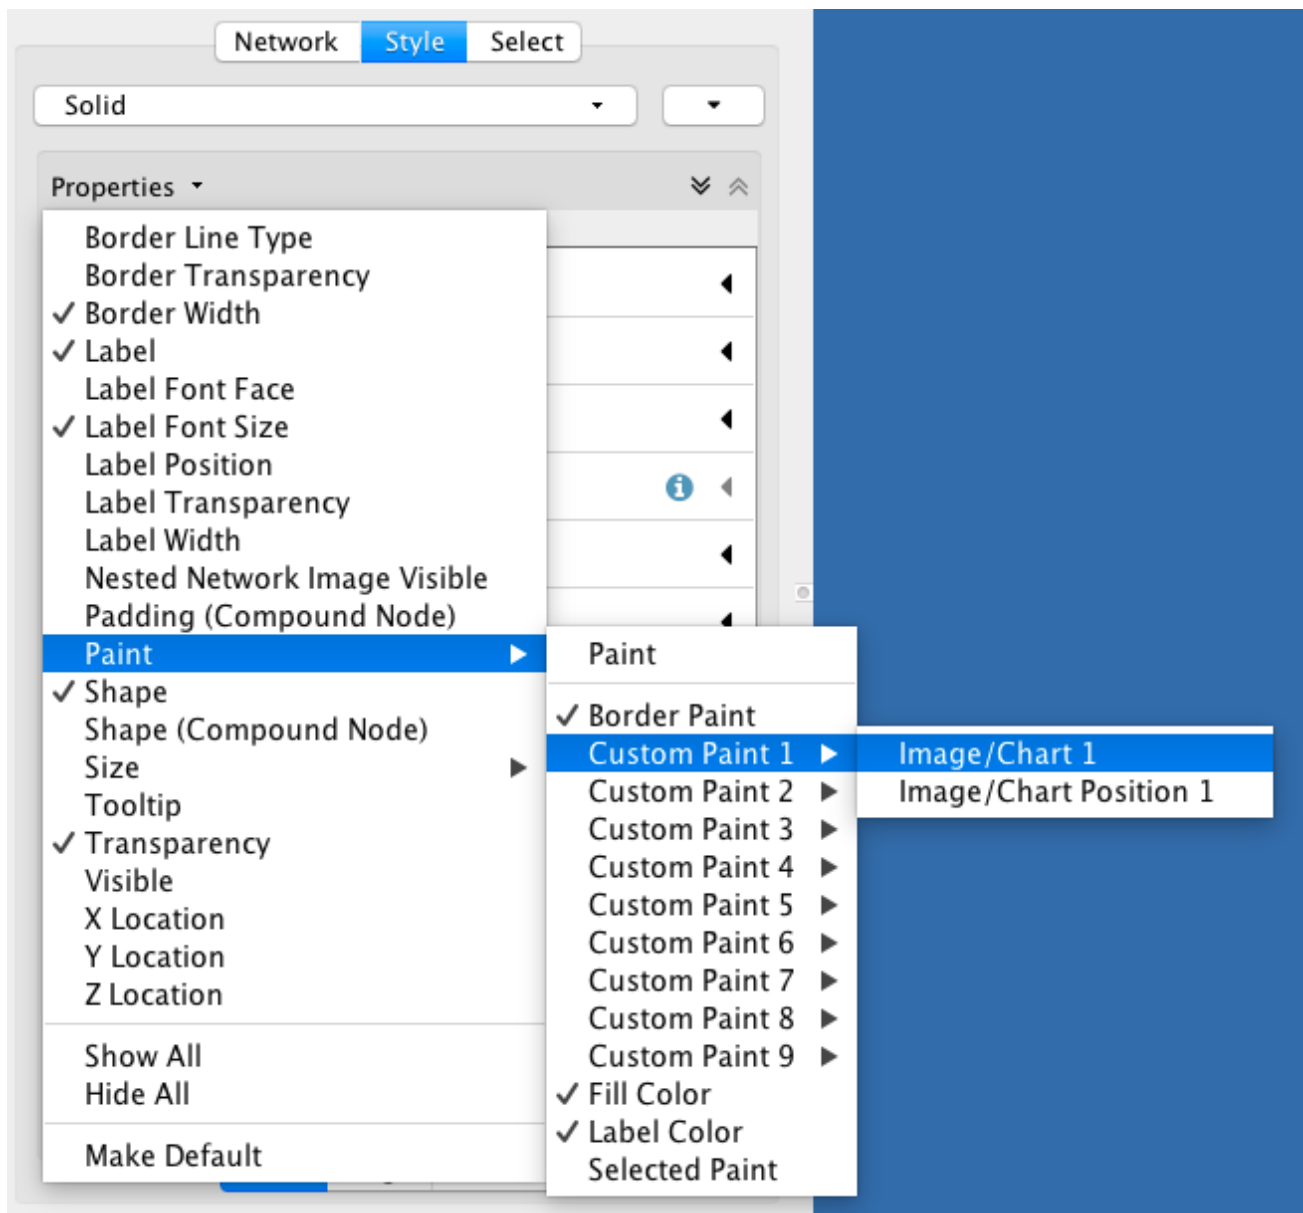 Network Style Select
Solid
Properties
Border Line Type
Border Transparency
Border Width
Label
Label Font Face
Label Font Size
Label Position
Label Transparency
Label Width
Nested Network Image Visible
Padding (Compound Node)
Paint
Shape
Shape (Compound Node)
Size
Tooltip
Transparency
Visible
X Location
Y Location
Z Location
Show All
Hide All
Make Default
Paint
Border Paint
Custom Paint 1
Custom Paint 2
Custom Paint 3
Custom Paint 4
Custom Paint 5
Custom Paint 6
Custom Paint 7
Custom Paint 8
Custom Paint 9
Fill Color
Label Color
Selected Paint
Image/Chart 1
Image/Chart Position 1